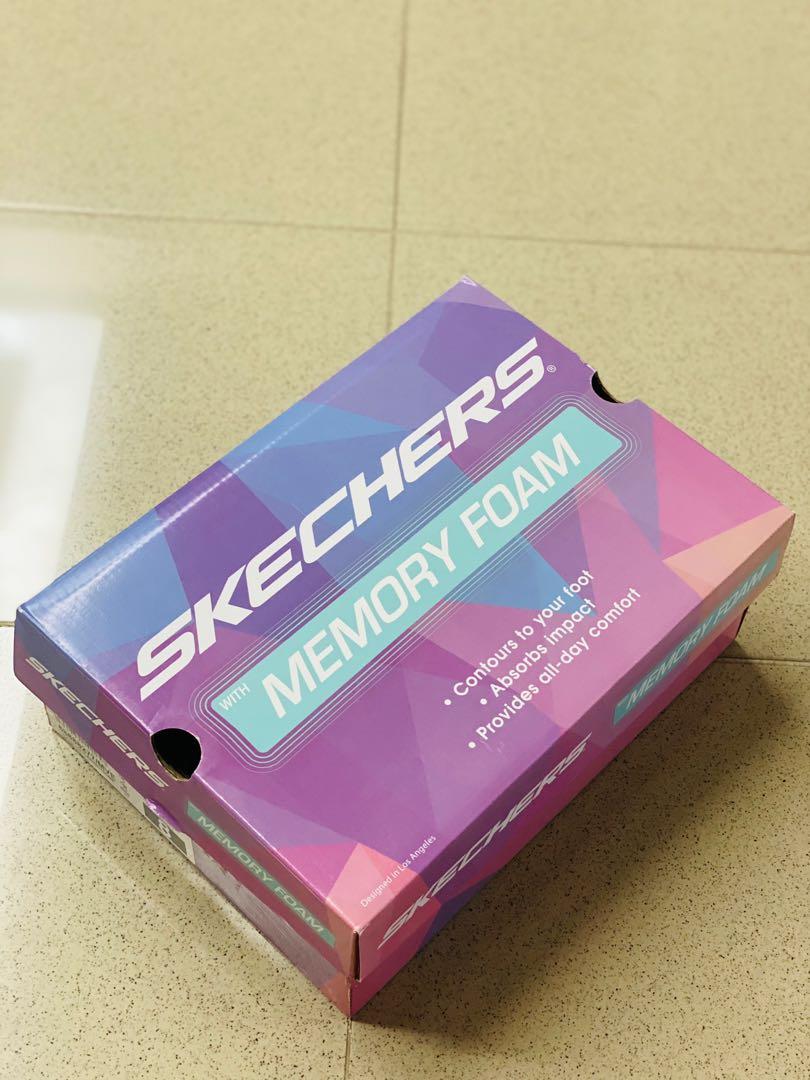 SKECHERS®
WITH MEMORY FOAM
• Contours to your foot
• Absorbs impact
• Provides all-day comfort
SKECHERS
MEMORY FOAM
Designed in Los Angeles
SKECHERS
MEMORY FOAM